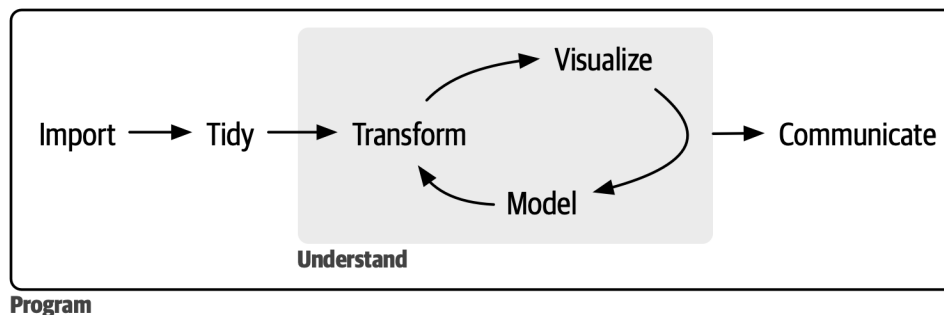 Visualize
Import
Tidy
Transform
Communicate
Model
Understand
Program